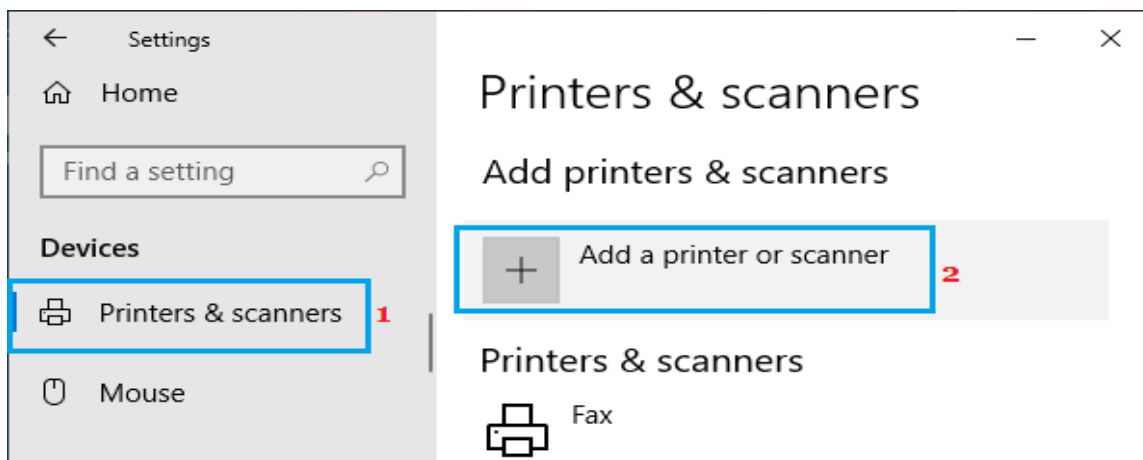 Settings
Home
Find a setting
Devices
Printers & scanners 1
Mouse
Printers & scanners
Add printers & scanners
Add a printer or scanner 2
Printers & scanners
Fax